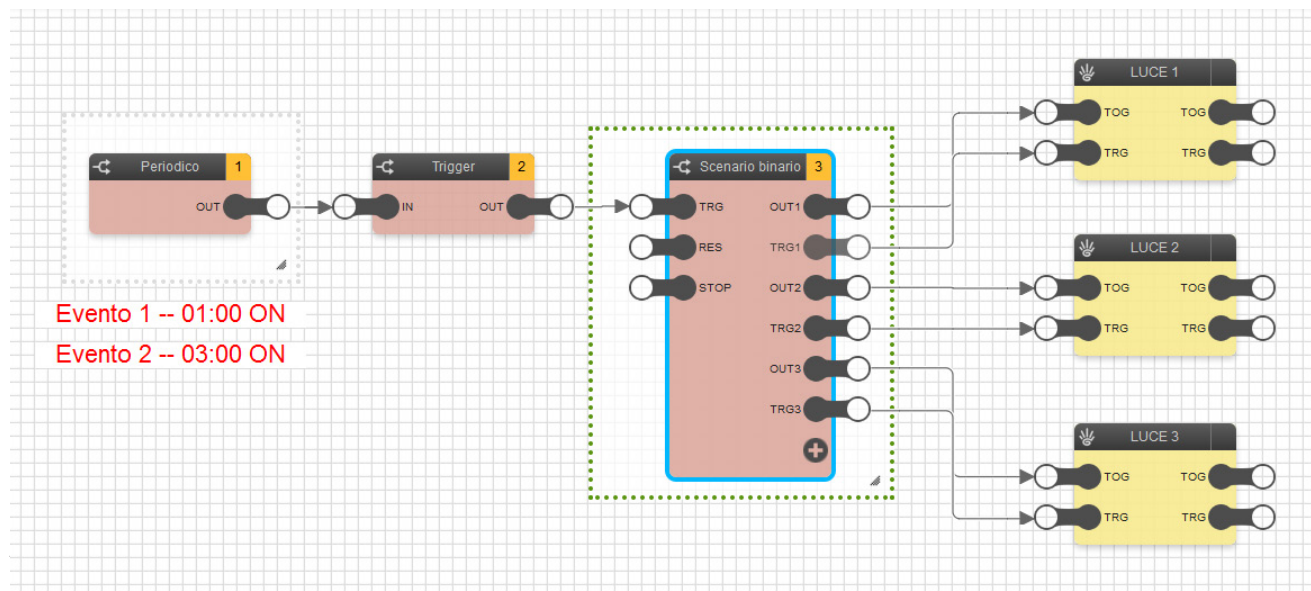 LUCE 1
TOG TOG
TRG TRG
Periodico 1
OUT
Trigger 2
IN OUT
Scenario binario 3
TRG OUT1
RES TRG1
STOP OUT2
TRG2
OUT3
TRG3
LUCE 2
TOG TOG
TRG TRG
Evento 1 -- 01:00 ON
Evento 2 -- 03:00 ON
LUCE 3
TOG TOG
TRG TRG